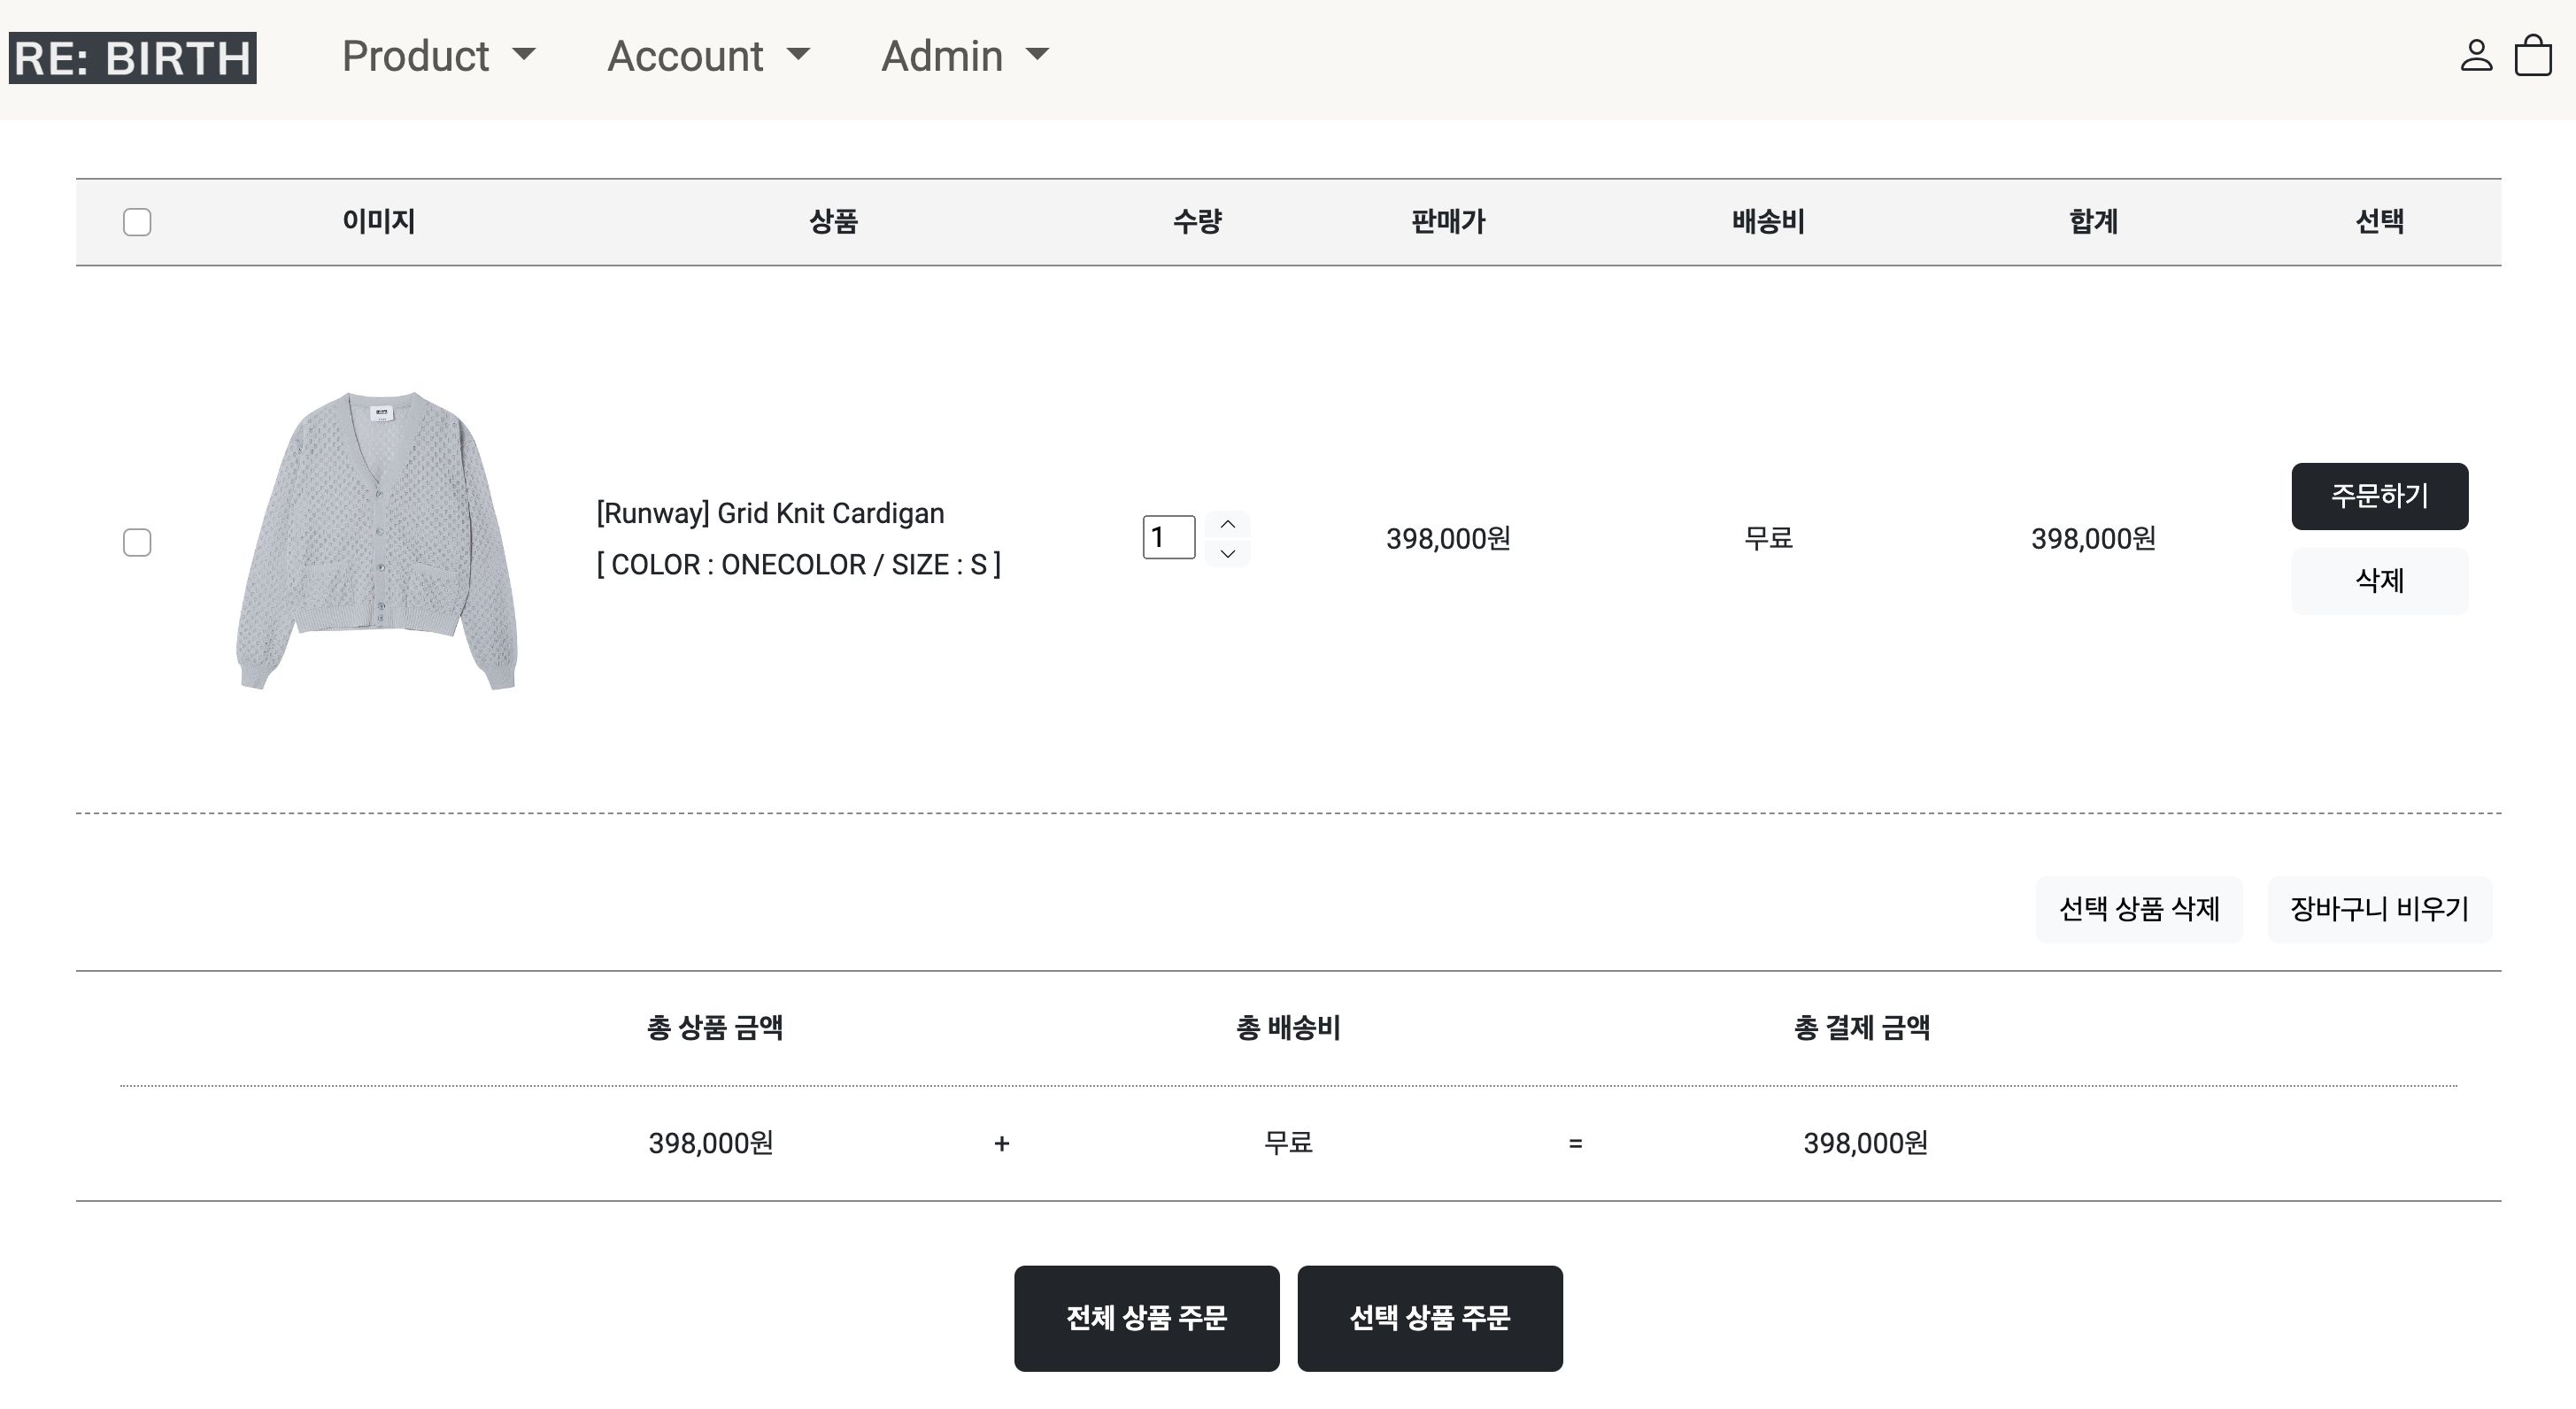 RE: BIRTH Product Account Admin
이미지 상품 수량 판매가 배송비 합계 선택
[Runway] Grid Knit Cardigan
[ COLOR : ONECOLOR / SIZE : S ]
1
398,000원
무료
398,000원
주문하기
삭제
선택 상품 삭제 장바구니 비우기
총 상품 금액 총 배송비 총 결제 금액
398,000원 + 무료 = 398,000원
전체 상품 주문 선택 상품 주문